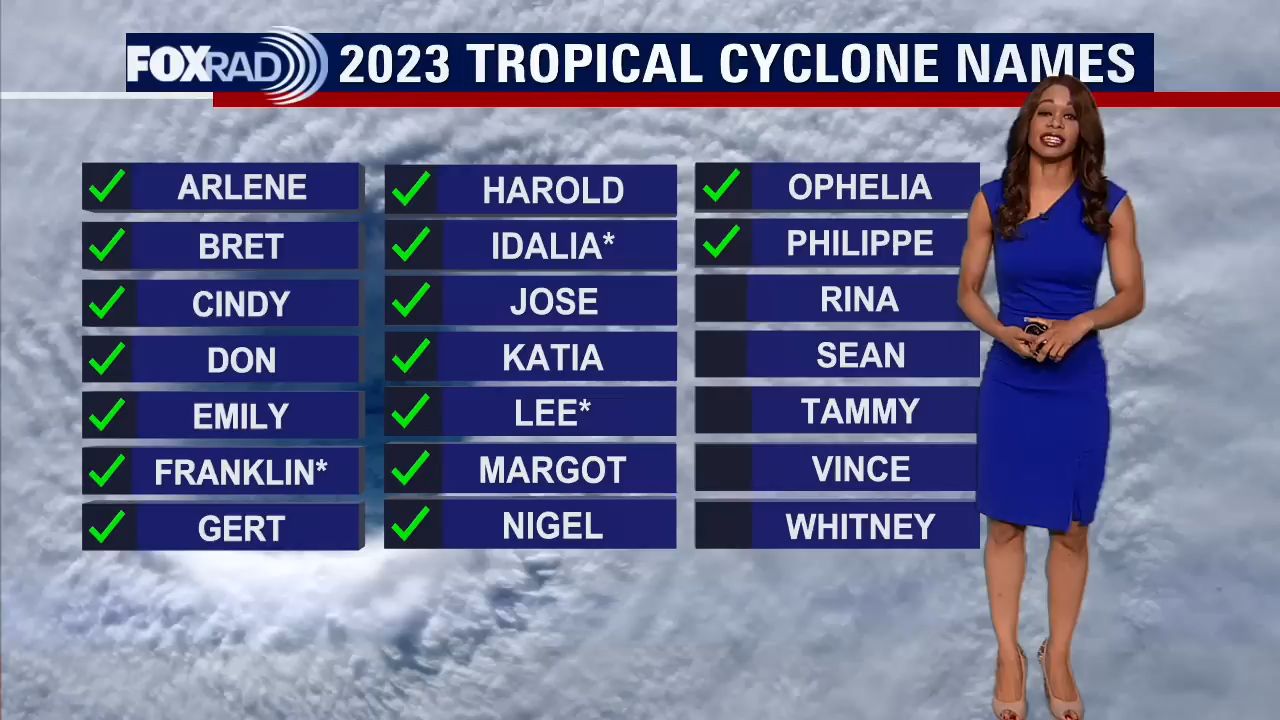 FOXRAD 2023 TROPICAL CYCLONE NAMES
ARLENE
BRET
CINDY
DON
EMILY
FRANKLIN*
GERT
HAROLD
IDALIA*
JOSE
KATIA
LEE*
MARGOT
NIGEL
OPHELIA
PHILIPPE
RINA
SEAN
TAMMY
VINCE
WHITNEY